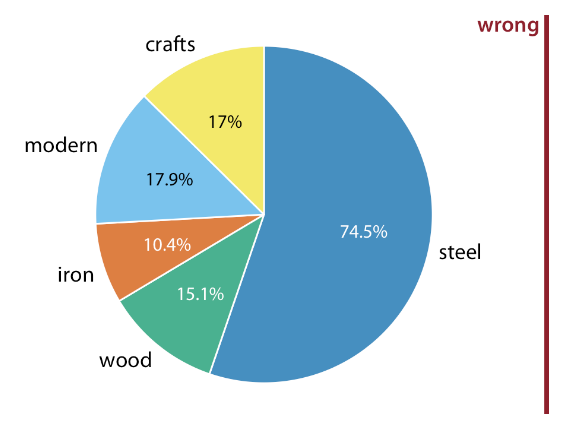 wrong
crafts
17%
modern
17.9%
74.5%
steel
10.4%
iron
15.1%
wood